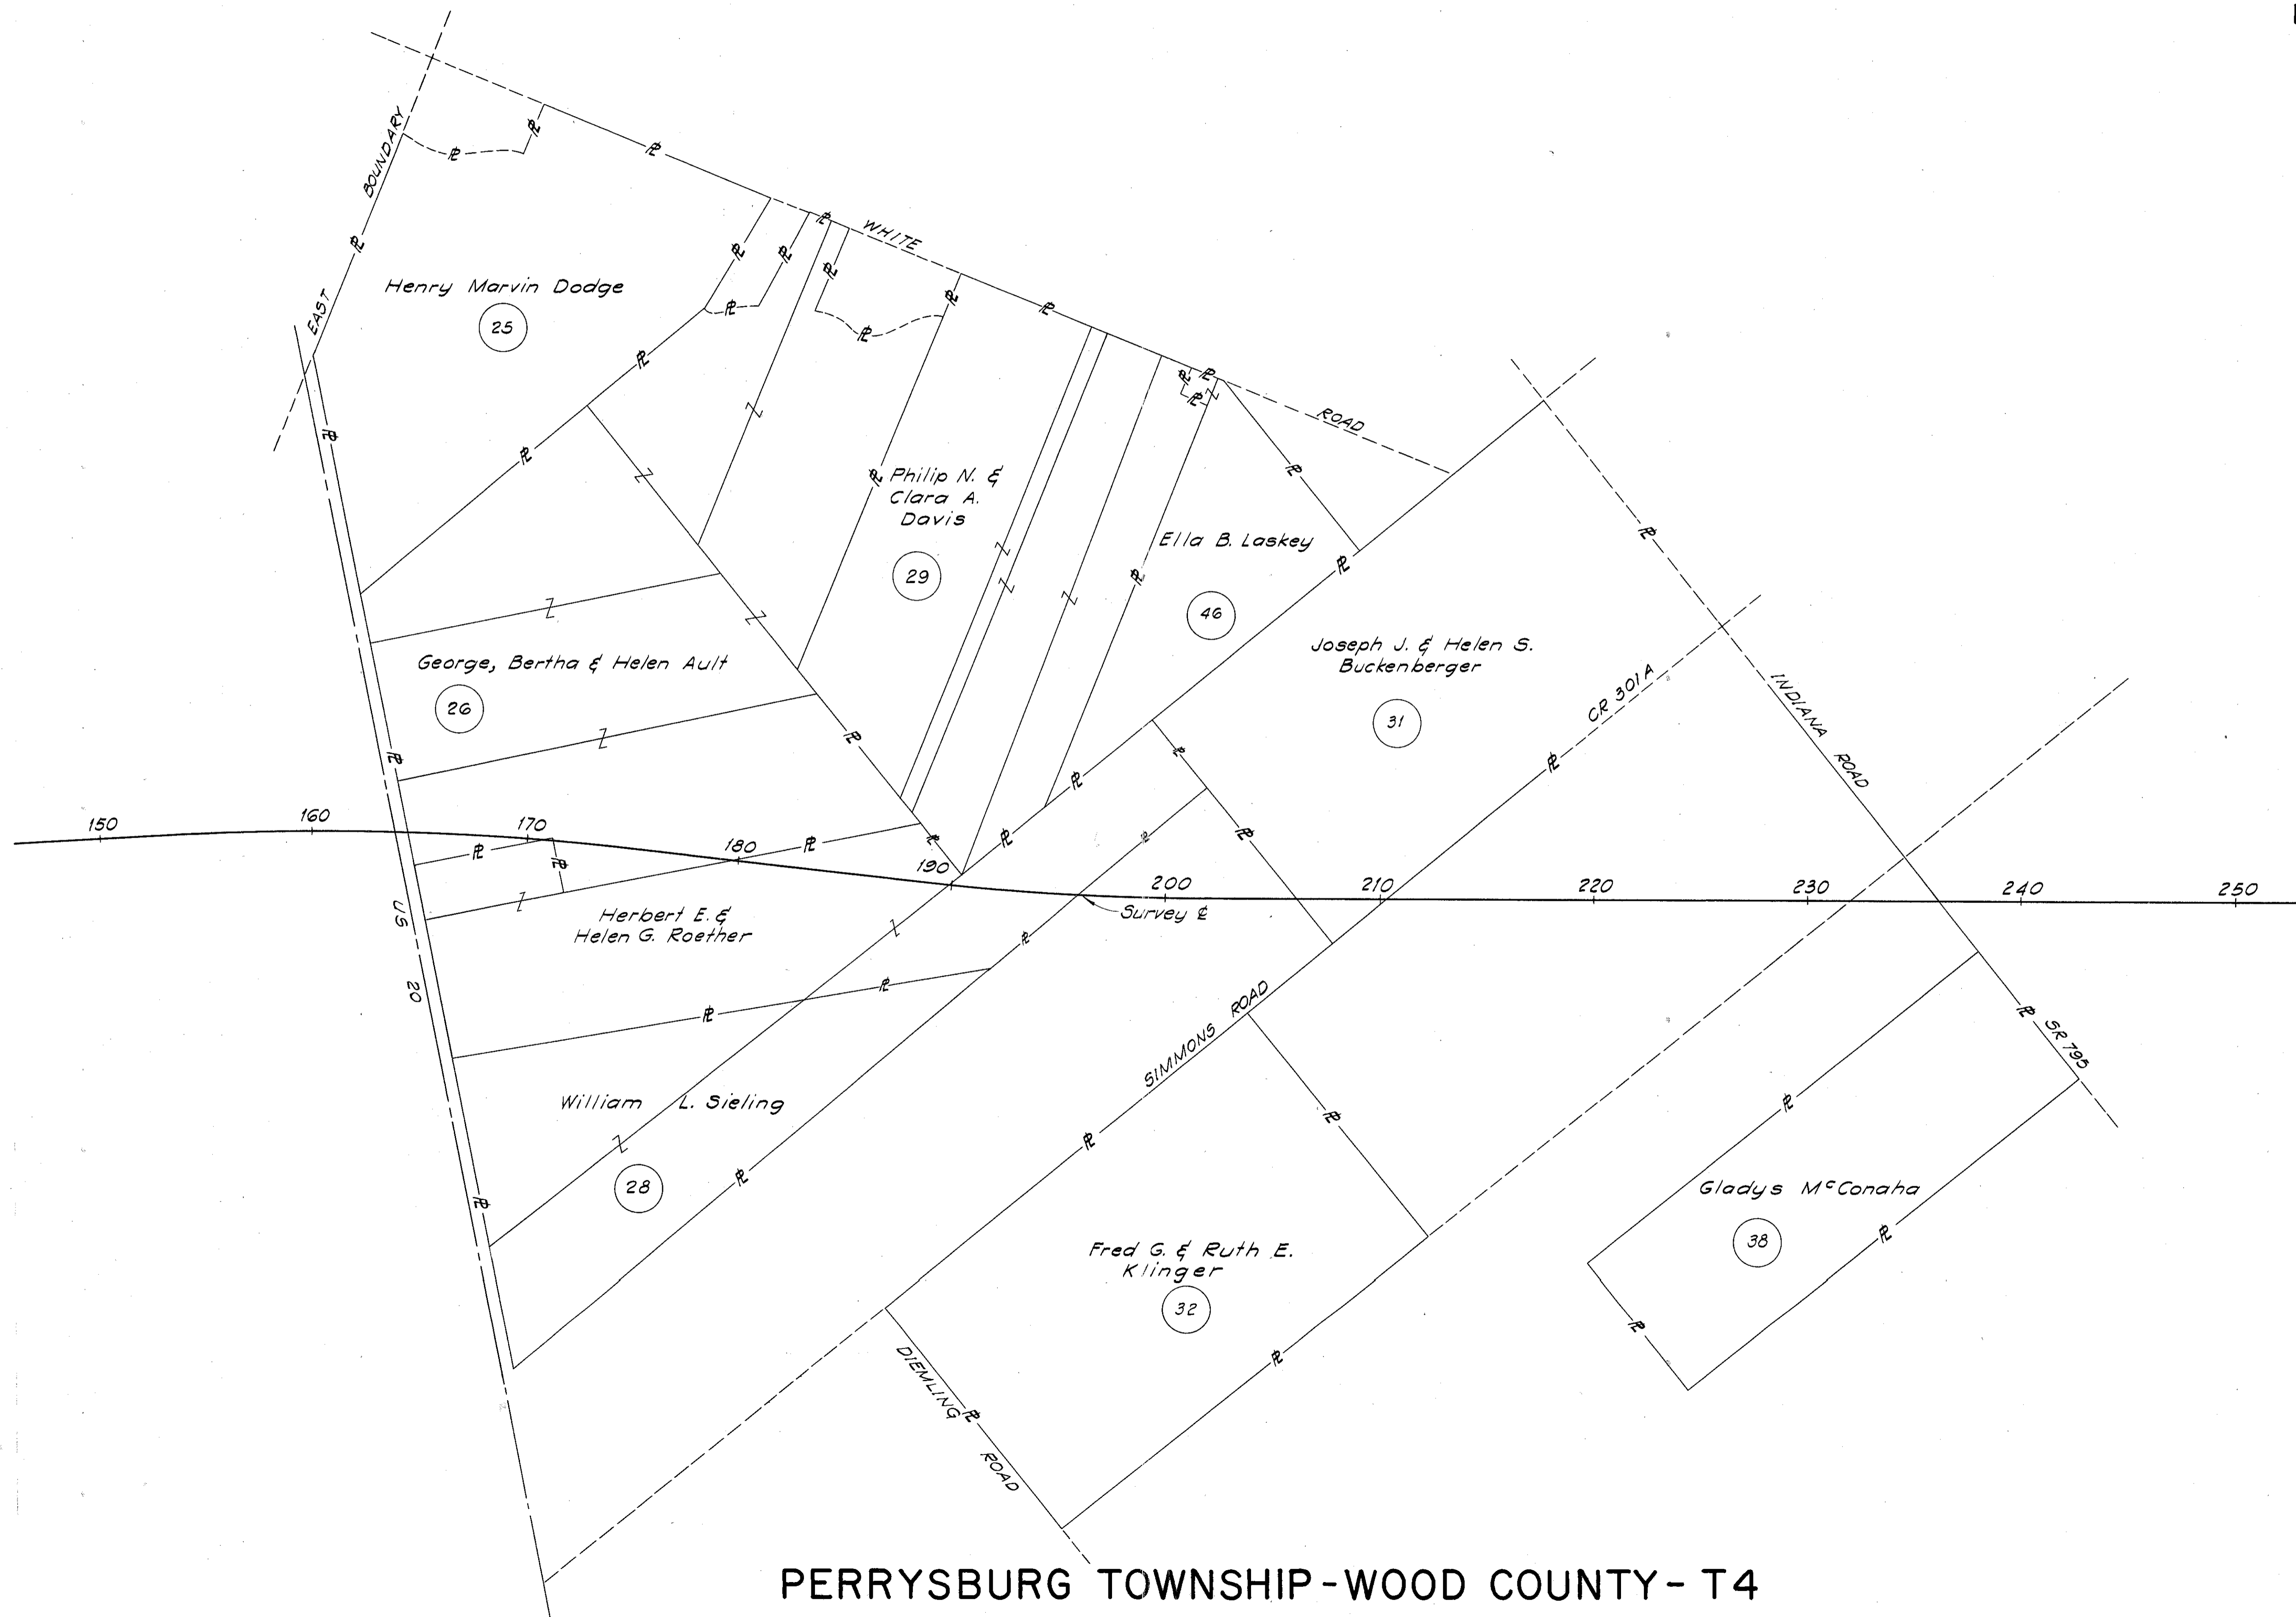 BOUNDARY
EAST
WHITE
ROAD
Henry Marvin Dodge
25
Philip N. &
Clara A.
Davis
29
Ella B. Laskey
46
George, Bertha & Helen Ault
26
Joseph J. & Helen S.
Buckenberger
31
CR 301A
INDIANA ROAD
150
160
170
180
190
200
210
220
230
240
250
Survey ℄
US 20
Herbert E. &
Helen G. Roether
SIMMONS ROAD
SR 795
William L. Sieling
28
Gladys McConaha
38
Fred G. & Ruth E.
Klinger
32
DIEMLING ROAD
PERRYSBURG TOWNSHIP-WOOD COUNTY-T4